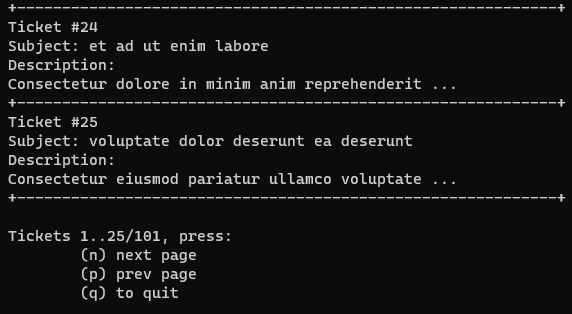 +------------------------------------------------------------+
Ticket #24
Subject: et ad ut enim labore
Description:
Consectetur dolore in minim anim reprehenderit ...
+------------------------------------------------------------+
Ticket #25
Subject: voluptate dolor deserunt ea deserunt
Description:
Consectetur eiusmod pariatur ullamco voluptate ...
+------------------------------------------------------------+

Tickets 1..25/101, press:
        (n) next page
        (p) prev page
        (q) to quit